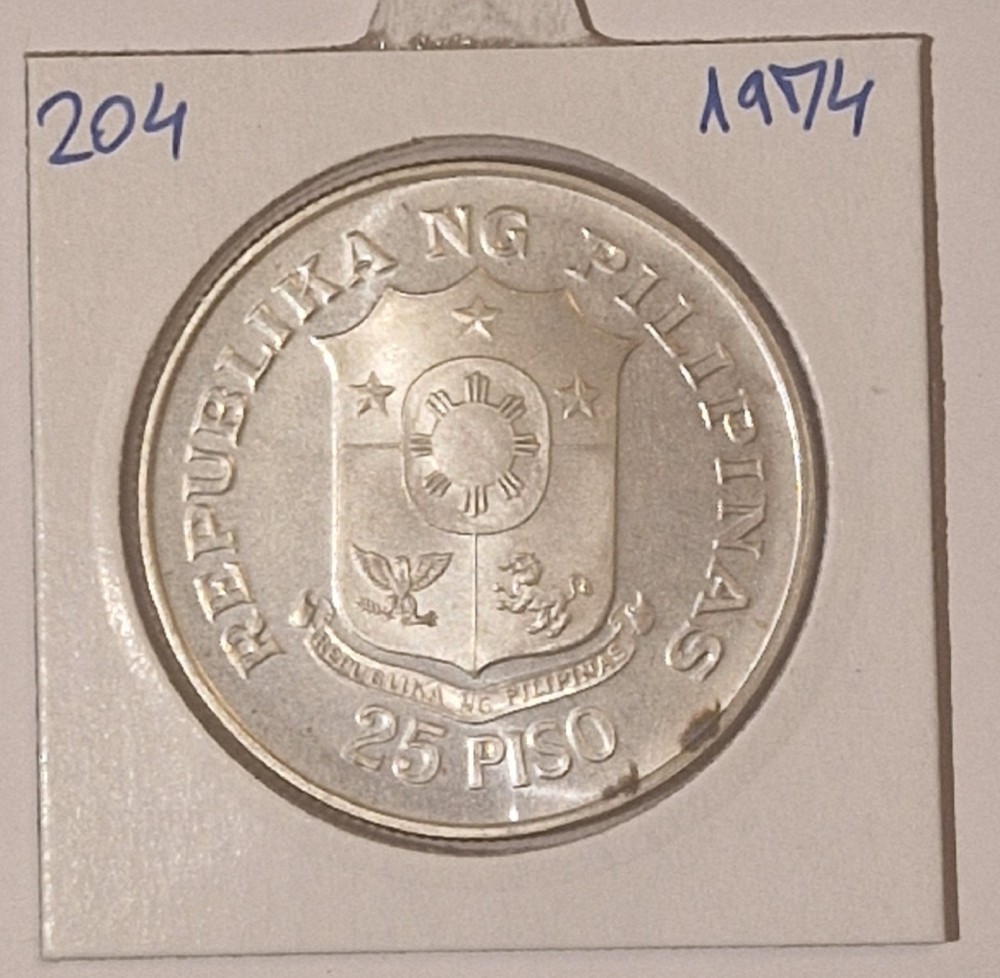 204
1974
REPUBLIKA NG PILIPINAS
REPUBLIKA NG PILIPINAS
25 PISO